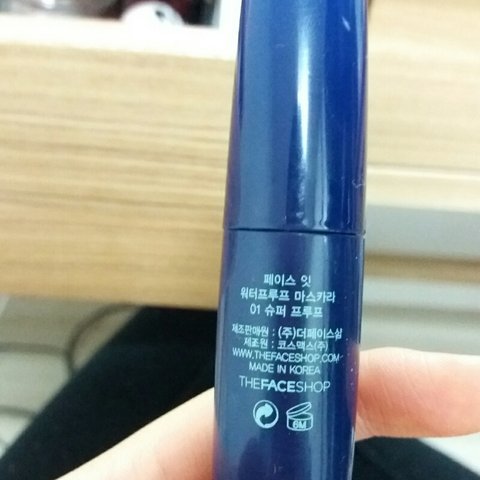 페이스 잇
워터프루프 마스카라
01 슈퍼 프루프
제조판매원 : (주)더페이스샵
제조원 : 코스맥스(주)
WWW.THEFACESHOP.COM
MADE IN KOREA
THEFACESHOP
6M